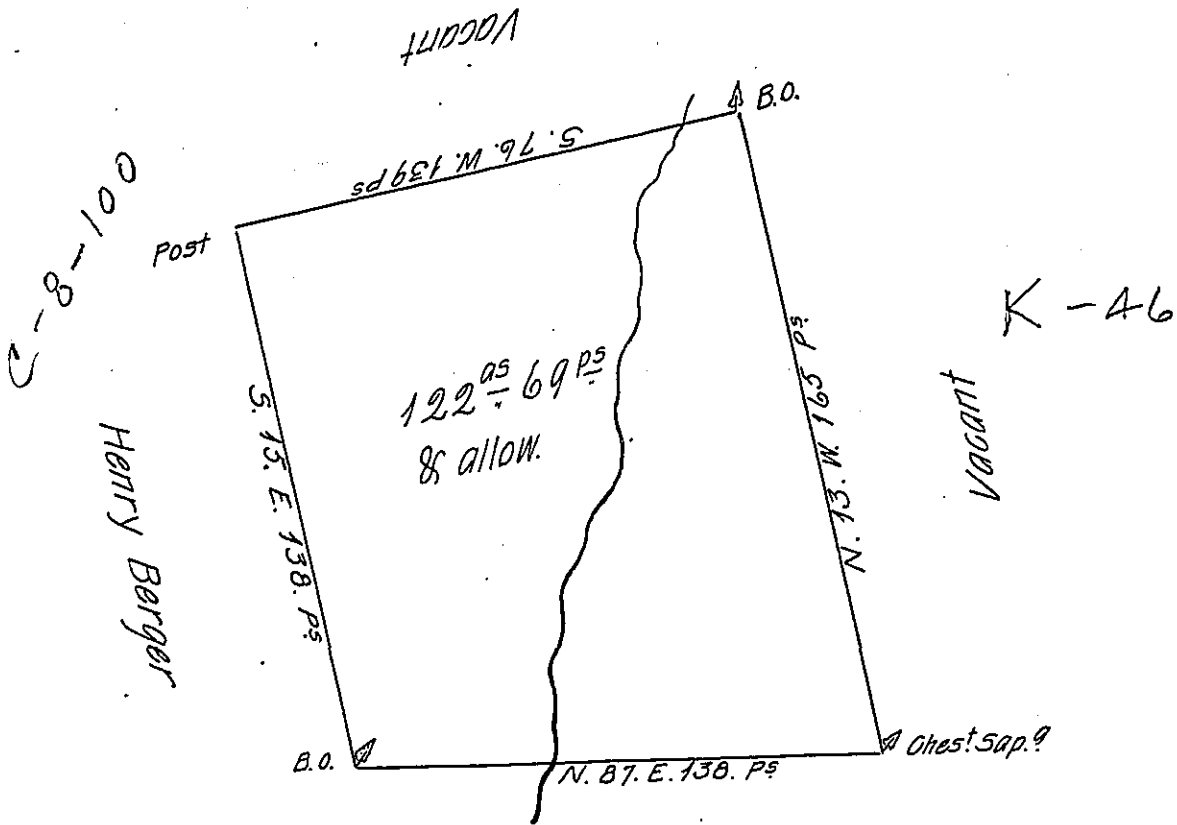 Vacant
B.O.
S. 76. W. 139 ps
Post
C-8-100
K-46
N. 13. W. 165 Ps.
122 as 69 ps
& allow.
Vacant
S. 15. E. 138. Ps
Henry Berger
Chest. Sap. g
B.O.
N. 87. E. 138. Ps